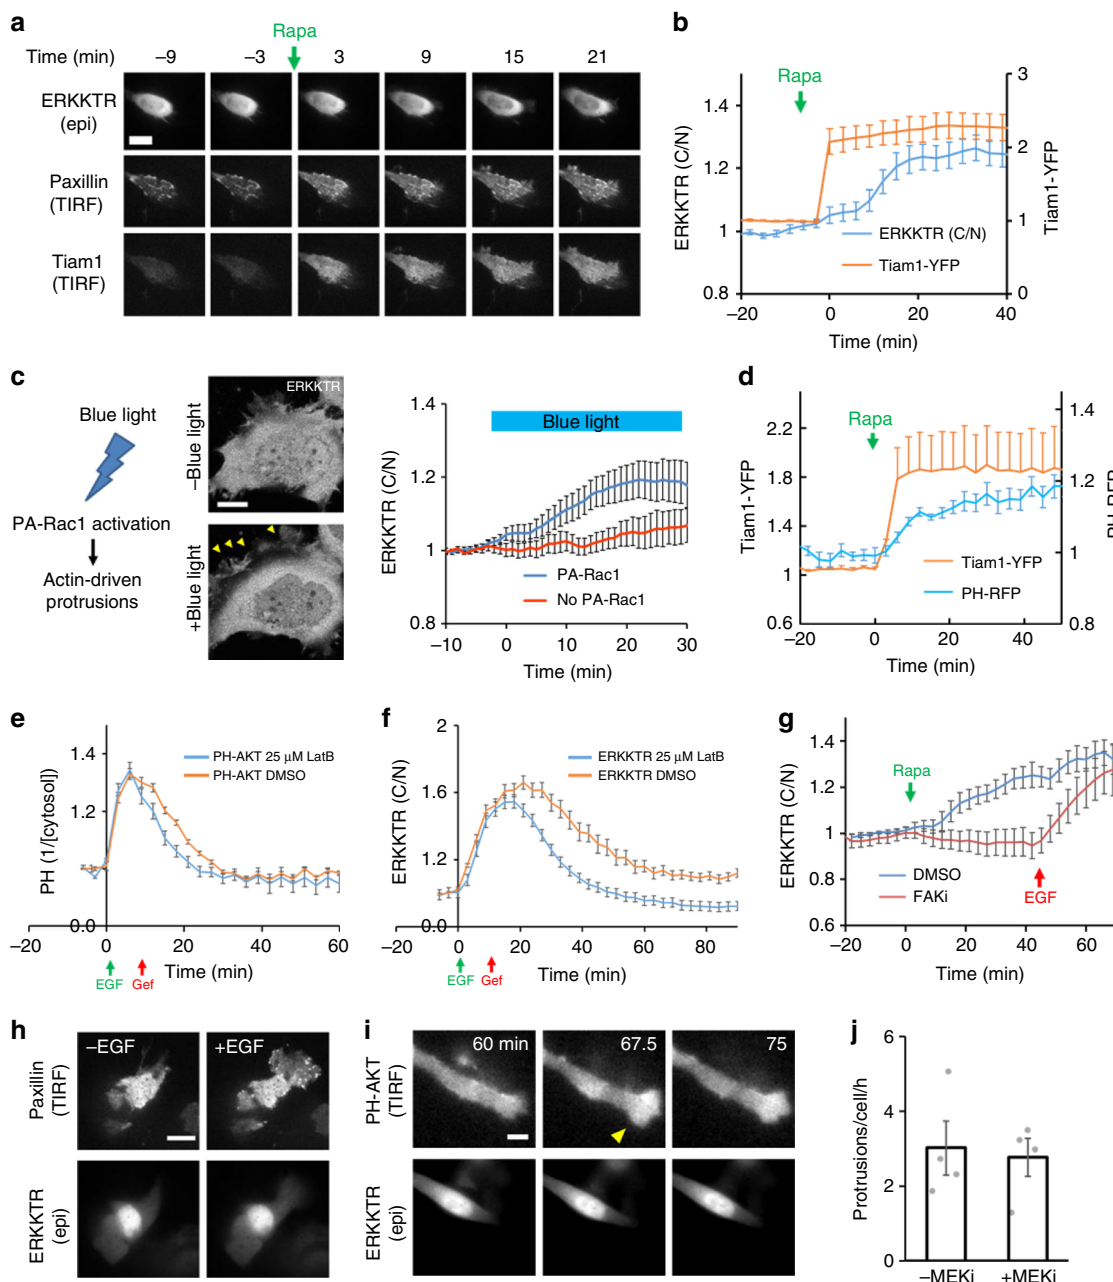 a
Rapa
Time (min)
–9
–3
3
9
15
21
ERKKTR
(epi)
Paxillin
(TIRF)
Tiam1
(TIRF)
b
Rapa
ERKKTR (C/N)
1.4
1.2
1
0.8
3
2
1
0
Tiam1-YFP
ERKKTR (C/N)
Tiam1-YFP
–20
0
20
40
Time (min)
c
Blue light
PA-Rac1 activation
Actin-driven
protrusions
–Blue light
ERKKTR
+Blue light
ERKKTR (C/N)
1.4
1.2
1
0.8
Blue light
PA-Rac1
No PA-Rac1
–10
0
10
20
30
Time (min)
d
Rapa
Tiam1-YFP
2.2
1.8
1.4
1
0.6
1.4
1.2
1
0.8
Tiam1-YFP
PH-RFP
–20
0
20
40
Time (min)
e
PH (1/[cytosol])
1.4
1.2
0.0
PH-AKT 25 μM LatB
PH-AKT DMSO
–20
0
20
40
60
Time (min)
EGF
Gef
f
ERKKTR (C/N)
2
1.6
1.2
0.0
ERKKTR 25 μM LatB
ERKKTR DMSO
–20
0
20
40
60
80
Time (min)
EGF
Gef
g
ERKKTR (C/N)
1.4
1.2
1
0.8
0.6
Rapa
EGF
DMSO
FAKi
–20
0
20
40
60
Time (min)
h
–EGF
+EGF
Paxillin
(TIRF)
ERKKTR
(epi)
i
60 min
67.5
75
PH-AKT
(TIRF)
ERKKTR
(epi)
j
Protrusions/cell/h
6
4
2
0
–MEKi
+MEKi